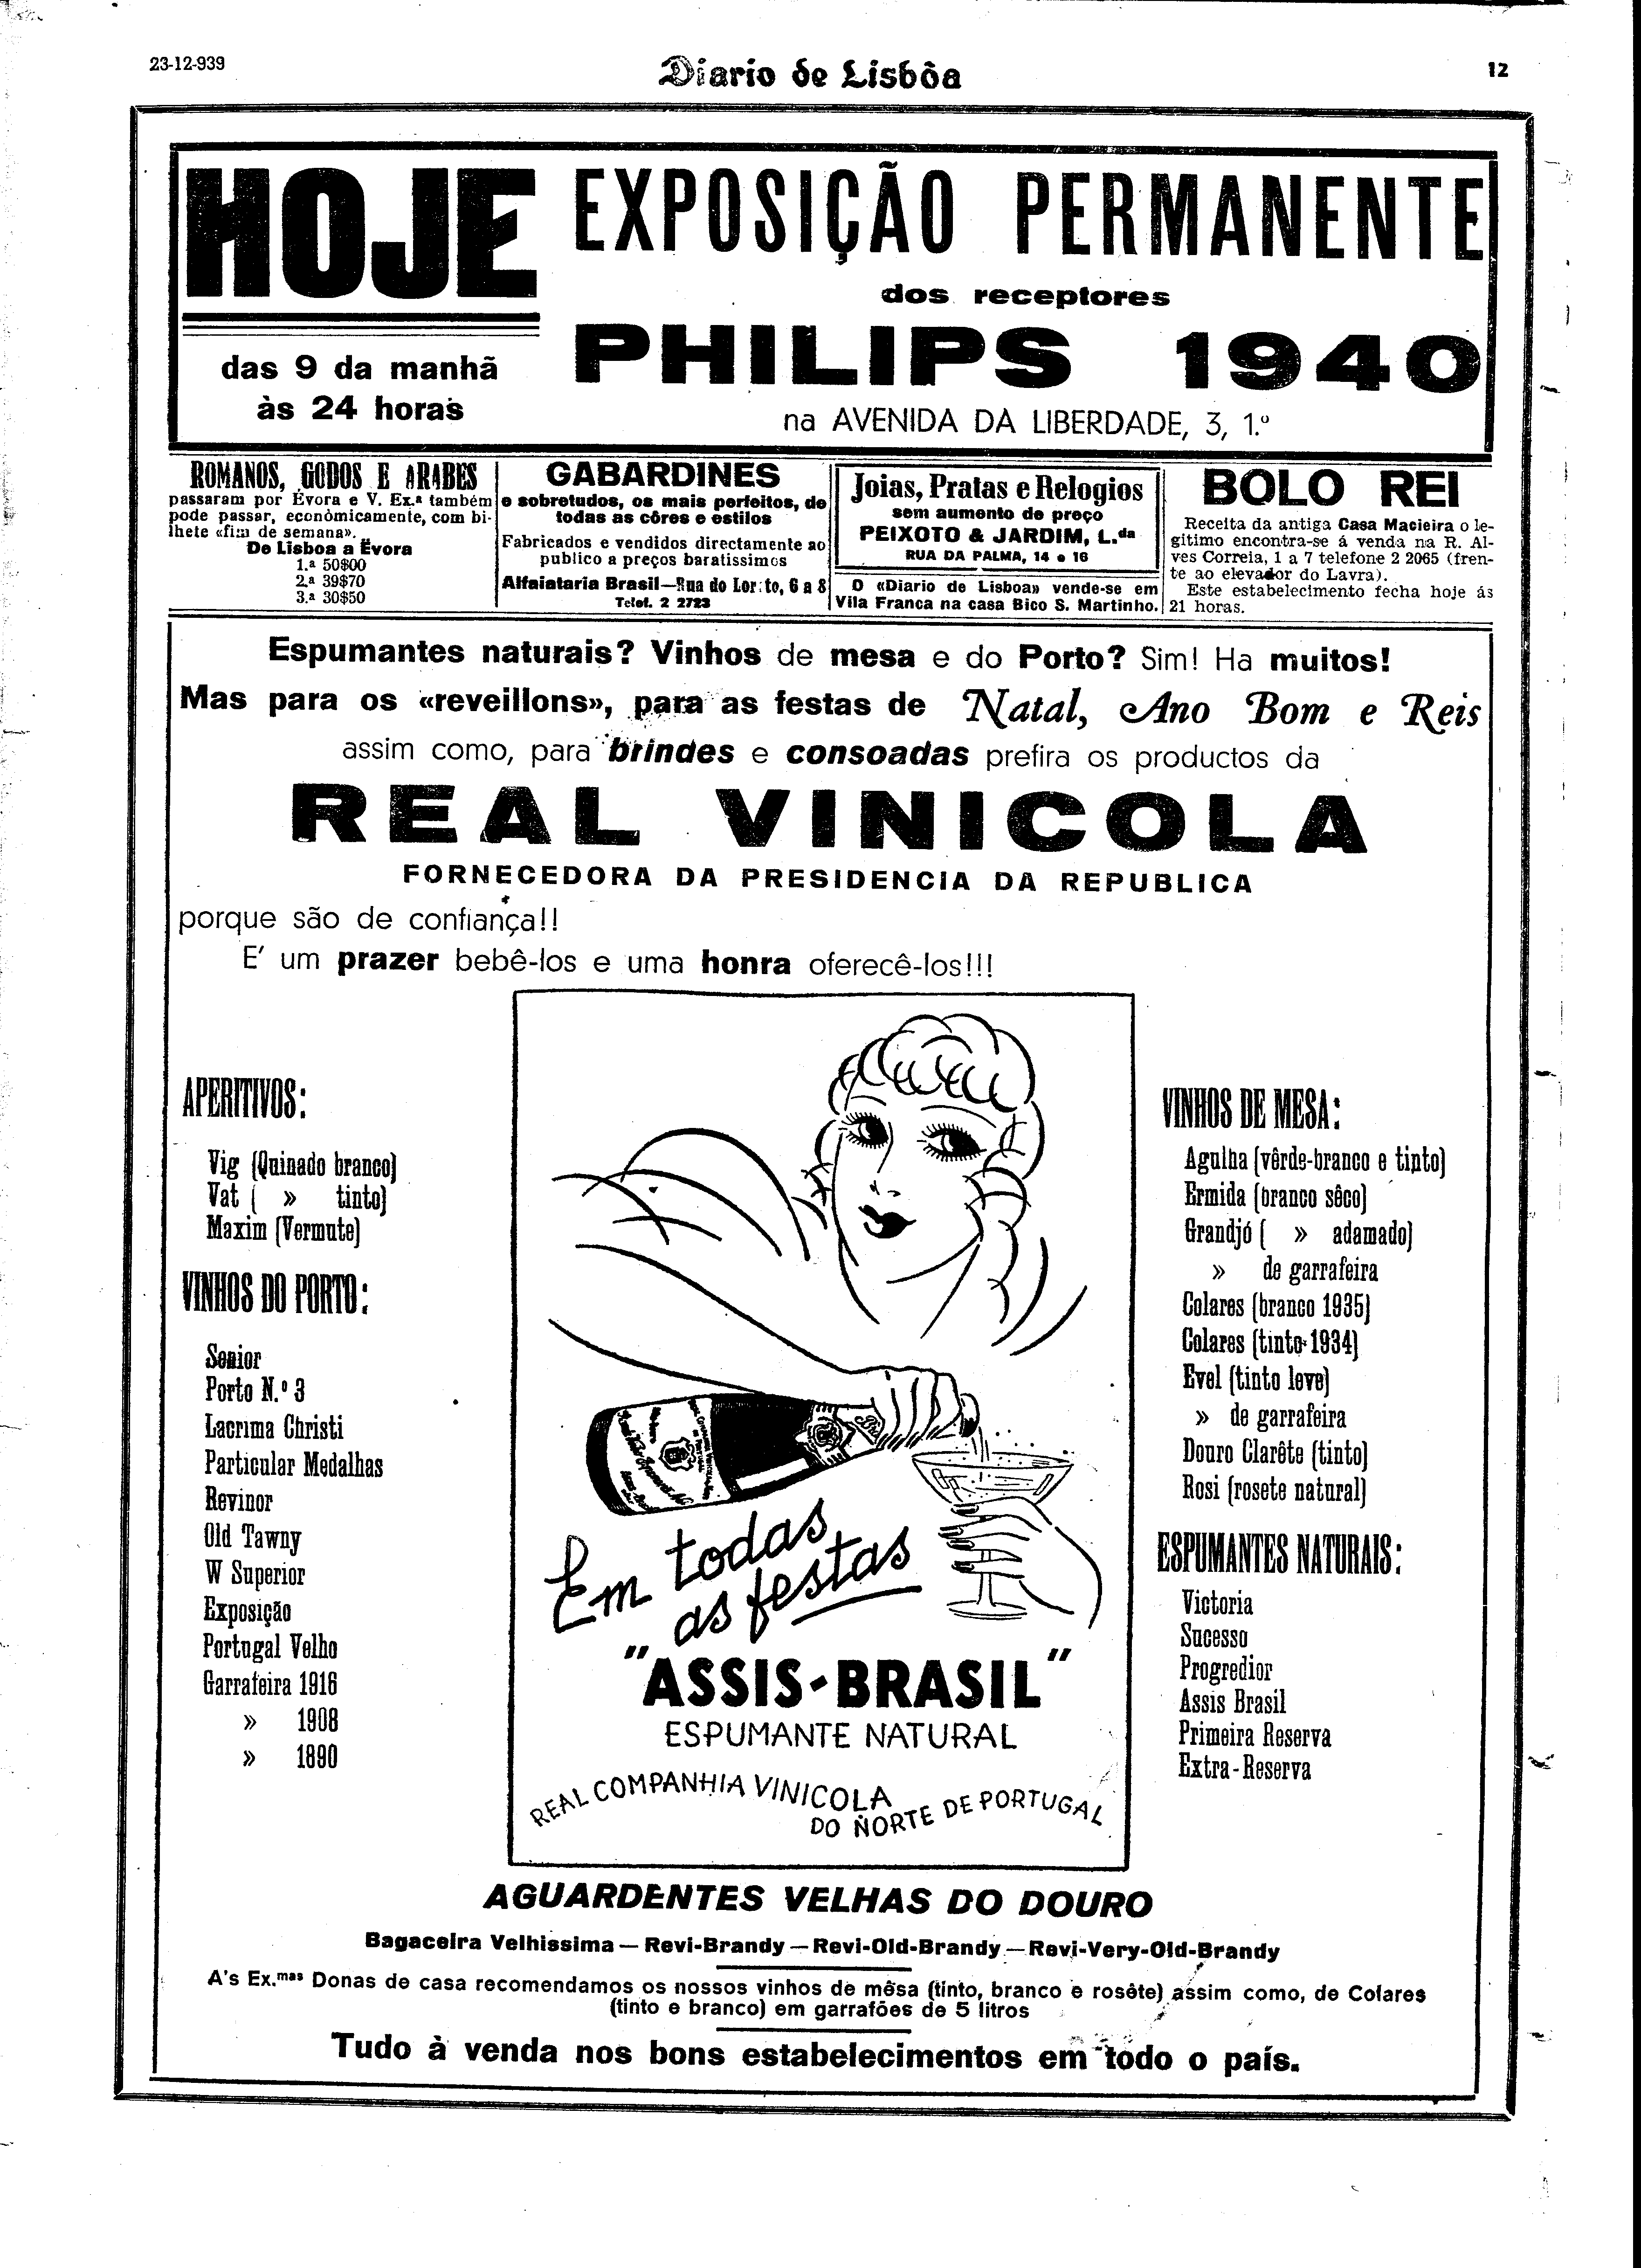 23-12-939
Diario de Lisbôa
12
HOJE
das 9 da manhã
às 24 horas
EXPOSIÇÃO PERMANENTE
dos receptores
PHILIPS 1940
na AVENIDA DA LIBERDADE, 3, 1.º
ROMANOS, GODOS E ARABES
passaram por Évora e V. Ex.ª também
pode passar, econòmicamente, com bi-
lhete «fim de semana».
De Lisboa a Évora
1.ª 50$00
2.ª 39$70
3.ª 30$50
GABARDINES
e sobretudos, os mais perfeitos, de
todas as côres e estilos
Fabricados e vendidos directamente ao
publico a preços baratissimos
Alfaiataria Brasil—Rua do Loreto, 6 a 8
Telef. 2 2723
Joias, Pratas e Relogios
sem aumento de preço
PEIXOTO & JARDIM, L.da
RUA DA PALMA, 14 e 16
O «Diario de Lisboa» vende-se em
Vila Franca na casa Bico S. Martinho.
BOLO REI
Receita da antiga Casa Macieira o le-
gitimo encontra-se á venda na R. Al-
ves Correia, 1 a 7 telefone 2 2065 (fren-
te ao elevador do Lavra).
Este estabelecimento fecha hoje ás
21 horas.
Espumantes naturais? Vinhos de mesa e do Porto? Sim! Ha muitos!
Mas para os «reveillons», para as festas de Natal, Ano Bom e Reis
assim como, para brindes e consoadas prefira os productos da
REAL VINICOLA
FORNECEDORA DA PRESIDENCIA DA REPUBLICA
porque são de confiança!!
E' um prazer bebê-los e uma honra oferecê-los!!!
APERITIVOS:
Vig (Quinado branco)
Vat ( » tinto)
Maxim (Vermute)
VINHOS DO PORTO:
Senior
Porto N.º 3
Lacrima Christi
Particular Medalhas
Revinor
Old Tawny
W Superior
Exposição
Portugal Velho
Garrafeira 1916
» 1908
» 1890
Em todas
as festas
"ASSIS-BRASIL"
ESPUMANTE NATURAL
REAL COMPANHIA VINICOLA
DO NORTE DE PORTUGAL
VINHOS DE MESA:
Agulha (vêrde-branco e tinto)
Ermida (branco sêco)
Grandjó ( » adamado)
» de garrafeira
Colares (branco 1935)
Colares (tinto 1934)
Evel (tinto leve)
» de garrafeira
Douro Clarête (tinto)
Rosi (rosete natural)
ESPUMANTES NATURAIS:
Victoria
Sucesso
Progredior
Assis Brasil
Primeira Reserva
Extra-Reserva
AGUARDENTES VELHAS DO DOURO
Bagaceira Velhissima — Revi-Brandy — Revi-Old-Brandy — Revi-Very-Old-Brandy
A's Ex.mas Donas de casa recomendamos os nossos vinhos de mêsa (tinto, branco e rosête) assim como, de Colares
(tinto e branco) em garrafões de 5 litros
Tudo à venda nos bons estabelecimentos em todo o país.